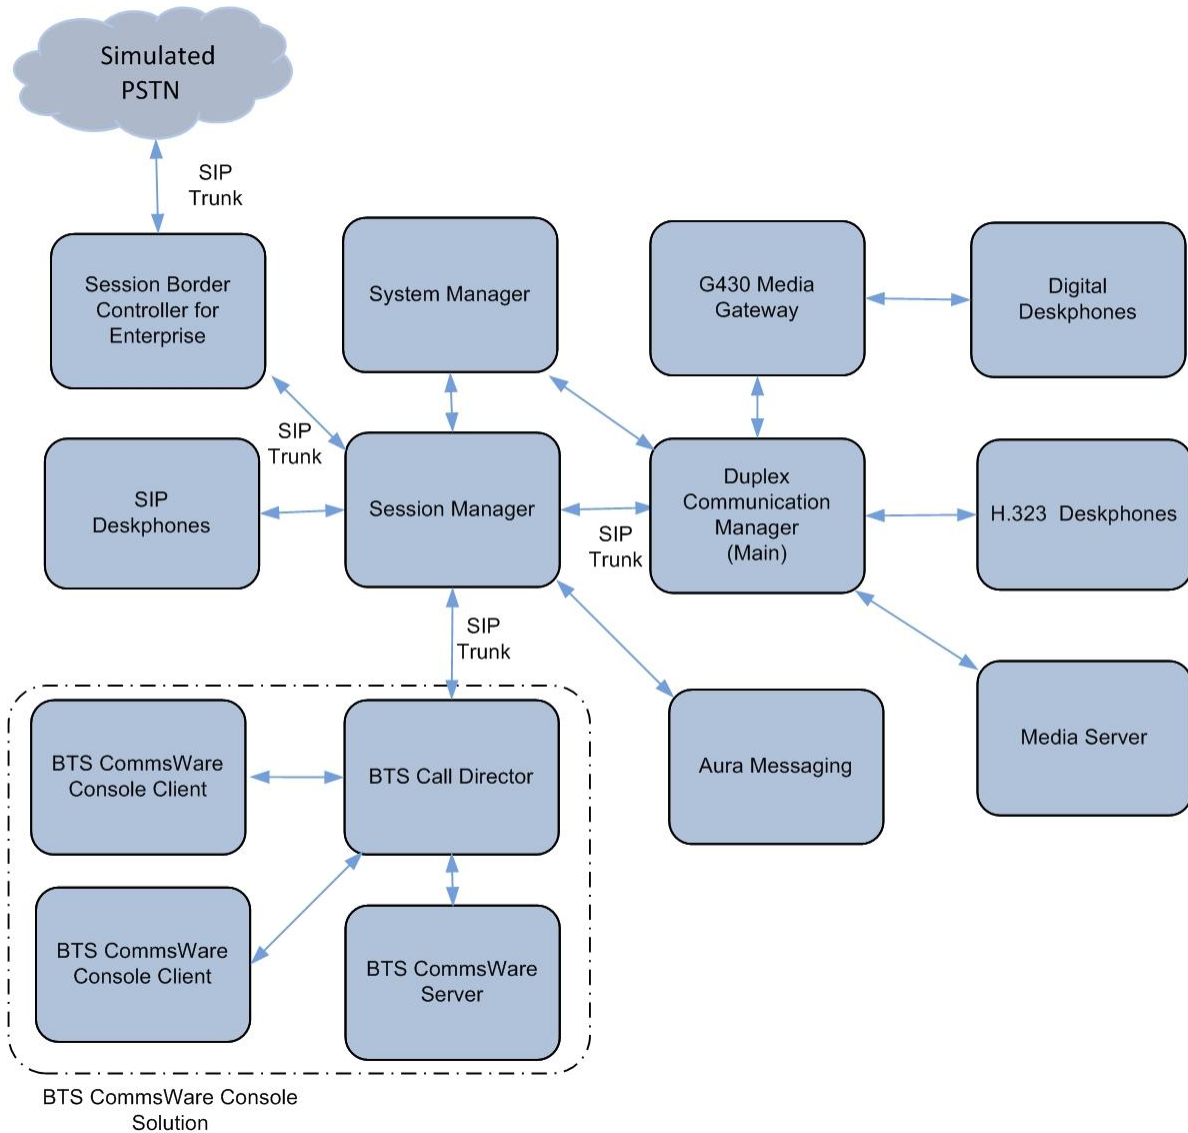 Simulated
PSTN
SIP
Trunk
Session Border
Controller for
Enterprise
System Manager
G430 Media
Gateway
Digital
Deskphones
SIP
Trunk
SIP
Deskphones
Session Manager
SIP
Trunk
Duplex
Communication
Manager
(Main)
H.323  Deskphones
SIP
Trunk
BTS CommsWare
Console Client
BTS Call Director
Aura Messaging
Media Server
BTS CommsWare
Console Client
BTS CommsWare
Server
BTS CommsWare Console
Solution